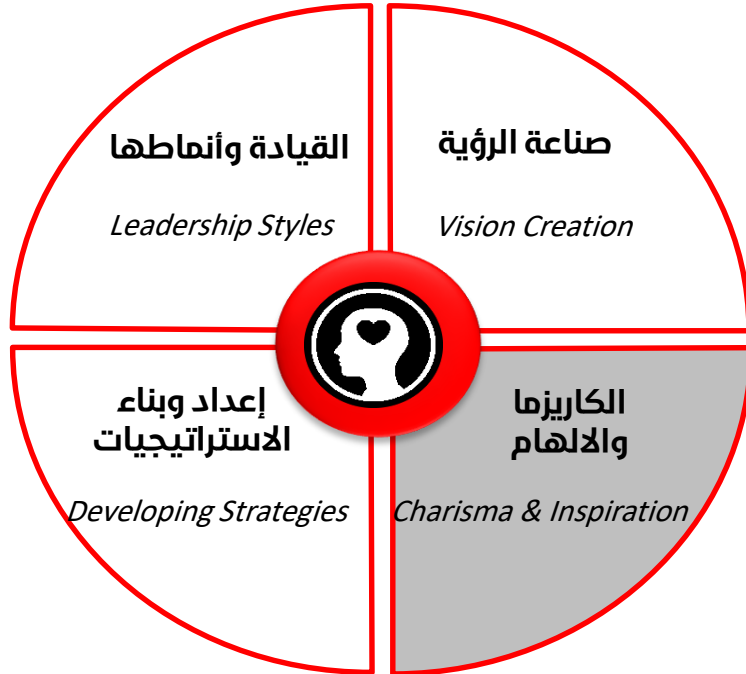 القيادة وأنماطها
Leadership Styles
صناعة الرؤية
Vision Creation
إعداد وبناء
الاستراتيجيات
Developing Strategies
الكاريزما
والالهام
Charisma & Inspiration